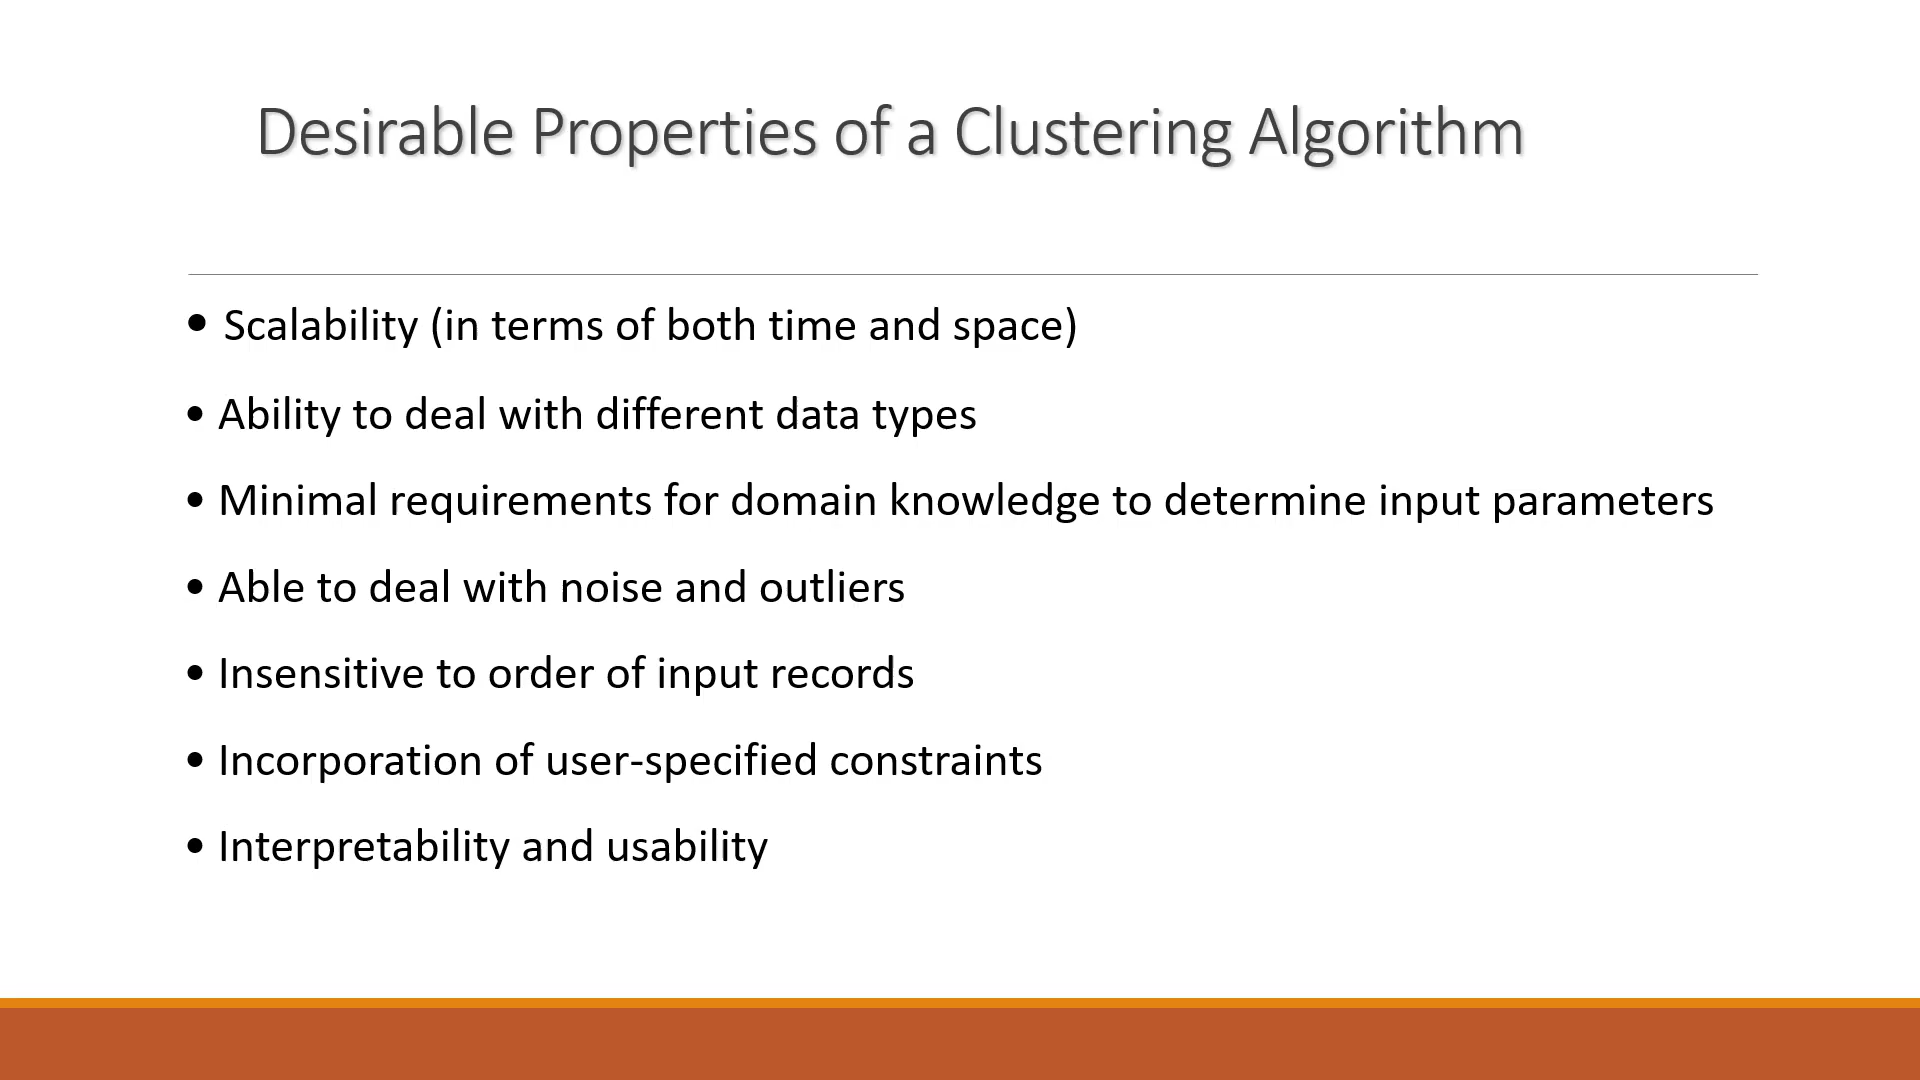 Desirable Properties of a Clustering Algorithm
• Scalability (in terms of both time and space)
• Ability to deal with different data types
• Minimal requirements for domain knowledge to determine input parameters
• Able to deal with noise and outliers
• Insensitive to order of input records
• Incorporation of user-specified constraints
• Interpretability and usability